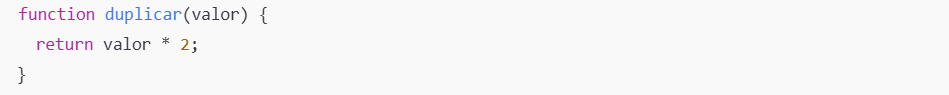 function duplicar(valor) {
  return valor * 2;
}